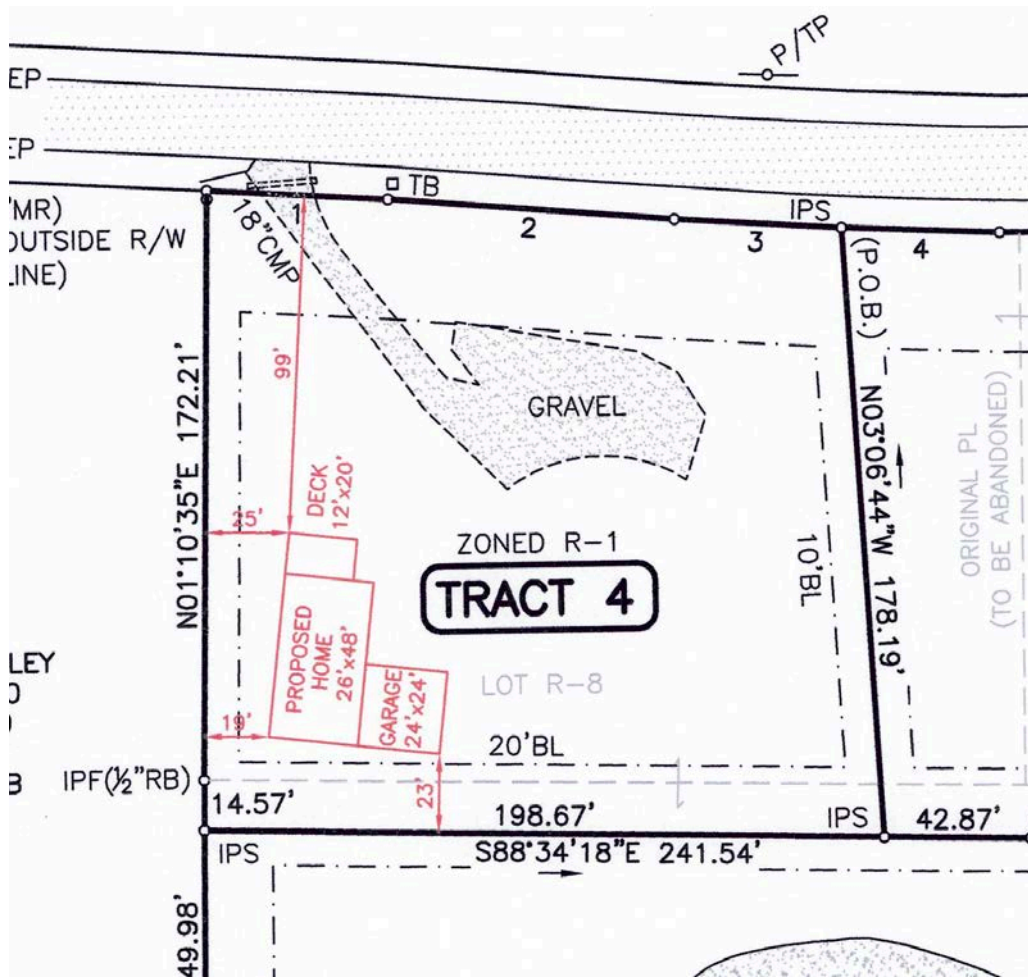 P/TP
EP
EP
TB
(MR)
OUTSIDE R/W
LINE)
1
2
IPS
3
4
18"CMP
(P.O.B.)
N01°10'35"E 172.21'
99'
GRAVEL
N03°06'44"W 178.19'
1
ORIGINAL PL
(TO BE ABANDONED)
DECK
12'x20'
25'
ZONED R-1
TRACT 4
10'BL
PROPOSED
HOME
26'x48'
GARAGE
24'x24'
LOT R-8
LEY
20'BL
B
IPF(½"RB)
23'
14.57'
198.67'
IPS
42.87'
IPS
S88°34'18"E 241.54'
49.98'